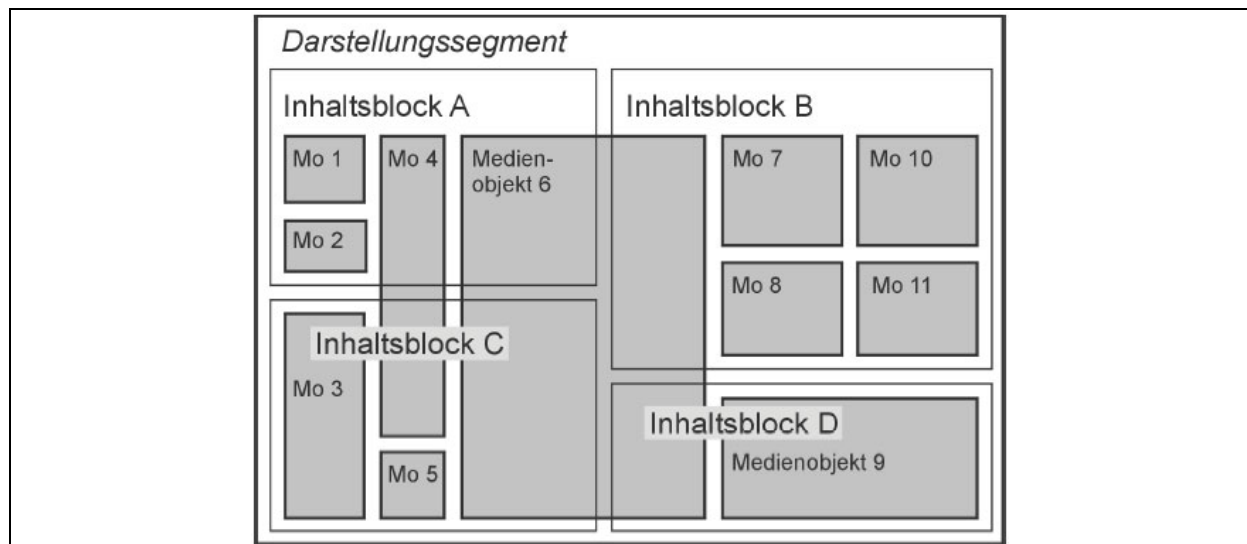 Darstellungssegment
Inhaltsblock A
Mo 1
Mo 2
Mo 4
Medien-
objekt 6
Inhaltsblock B
Mo 7
Mo 10
Mo 8
Mo 11
Inhaltsblock C
Mo 3
Mo 5
Inhaltsblock D
Medienobjekt 9